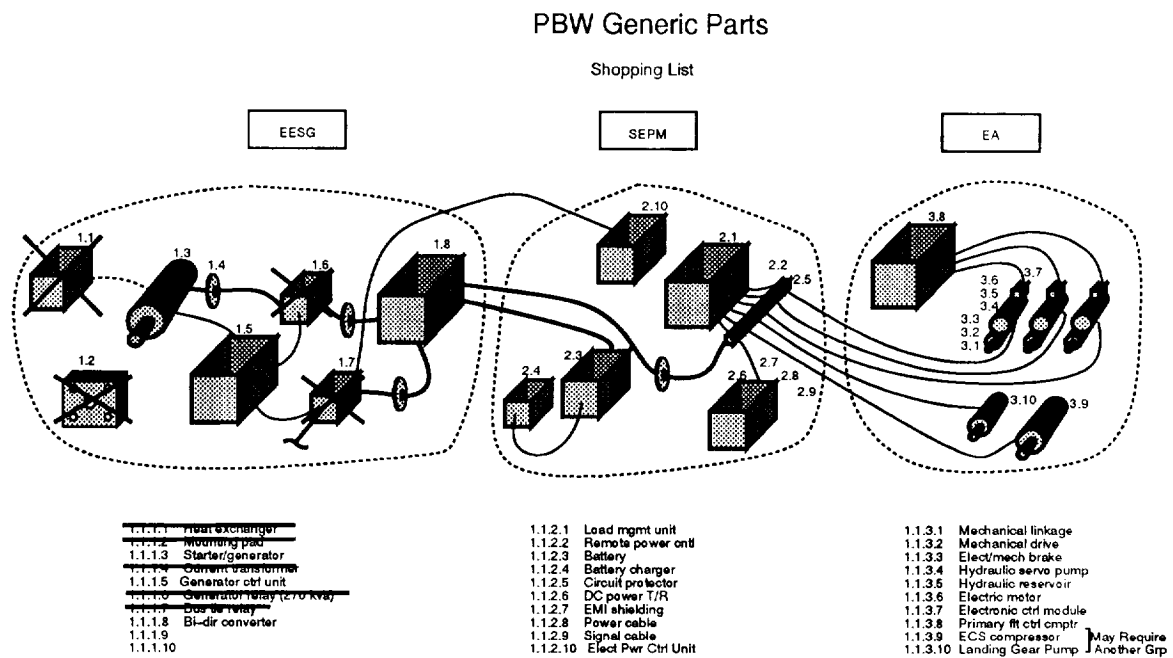 PBW Generic Parts
Shopping List
EESG
SEPM
EA
1.1
1.2
1.3
1.4
1.5
1.6
1.7
1.8
2.10
2.1
2.2
2.5
2.3
2.4
2.7
2.6
2.8
2.9
3.8
3.7
3.6
3.5
3.4
3.3
3.2
3.1
3.10
3.9
1.1.1.1 Heat exchanger
1.1.1.2 Mounting pad
1.1.1.3 Starter/generator
1.1.1.4 Current transformer
1.1.1.5 Generator ctrl unit
1.1.1.6 Generator relay (270 kva)
1.1.1.7 Bus tie relay
1.1.1.8 Bi-dir converter
1.1.1.9
1.1.1.10
1.1.2.1 Load mgmt unit
1.1.2.2 Remote power cntl
1.1.2.3 Battery
1.1.2.4 Battery charger
1.1.2.5 Circuit protector
1.1.2.6 DC power T/R
1.1.2.7 EMI shielding
1.1.2.8 Power cable
1.1.2.9 Signal cable
1.1.2.10 Elect Pwr Ctrl Unit
1.1.3.1 Mechanical linkage
1.1.3.2 Mechanical drive
1.1.3.3 Elect/mech brake
1.1.3.4 Hydraulic servo pump
1.1.3.5 Hydraulic reservoir
1.1.3.6 Electric motor
1.1.3.7 Electronic ctrl module
1.1.3.8 Primary flt ctrl cmptr
1.1.3.9 ECS compressor
1.1.3.10 Landing Gear Pump
May Require
Another Grp